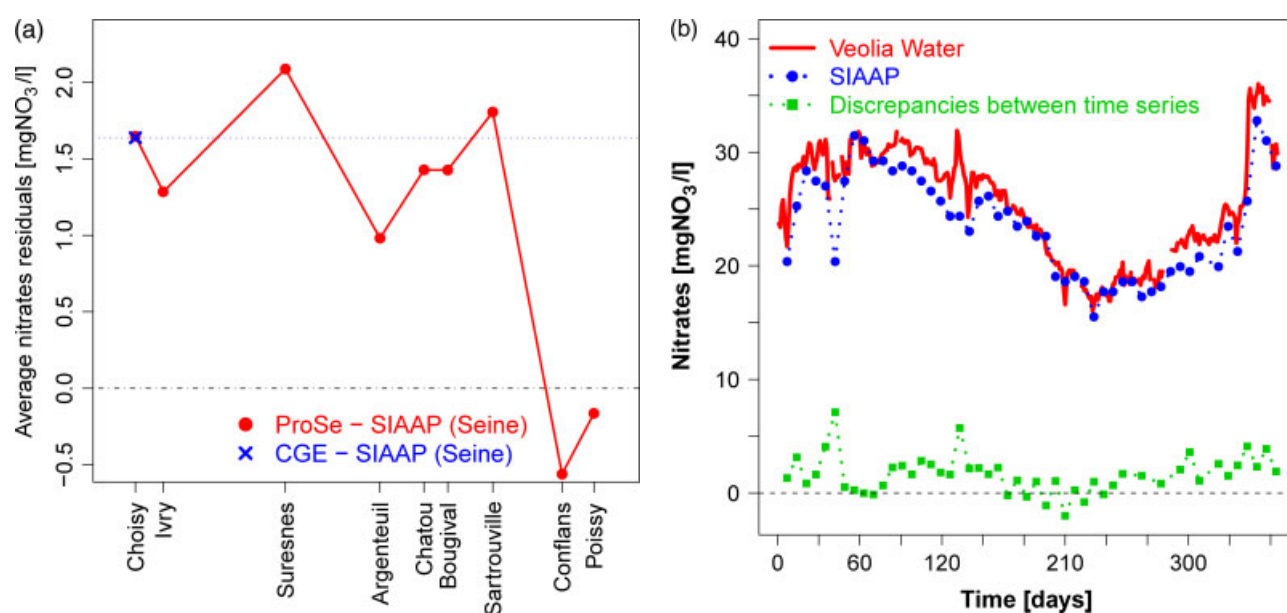 (a)
Average nitrates residuals [mgNO3/l]
2.0
1.5
1.0
0.5
0.0
−0.5
ProSe − SIAAP (Seine)
CGE − SIAAP (Seine)
Choisy
Ivry
Suresnes
Argenteuil
Chatou
Bougival
Sartrouville
Conflans
Poissy
(b)
Nitrates [mgNO3/l]
40
30
20
10
0
Veolia Water
SIAAP
Discrepancies between time series
0 60 120 210 300
Time [days]